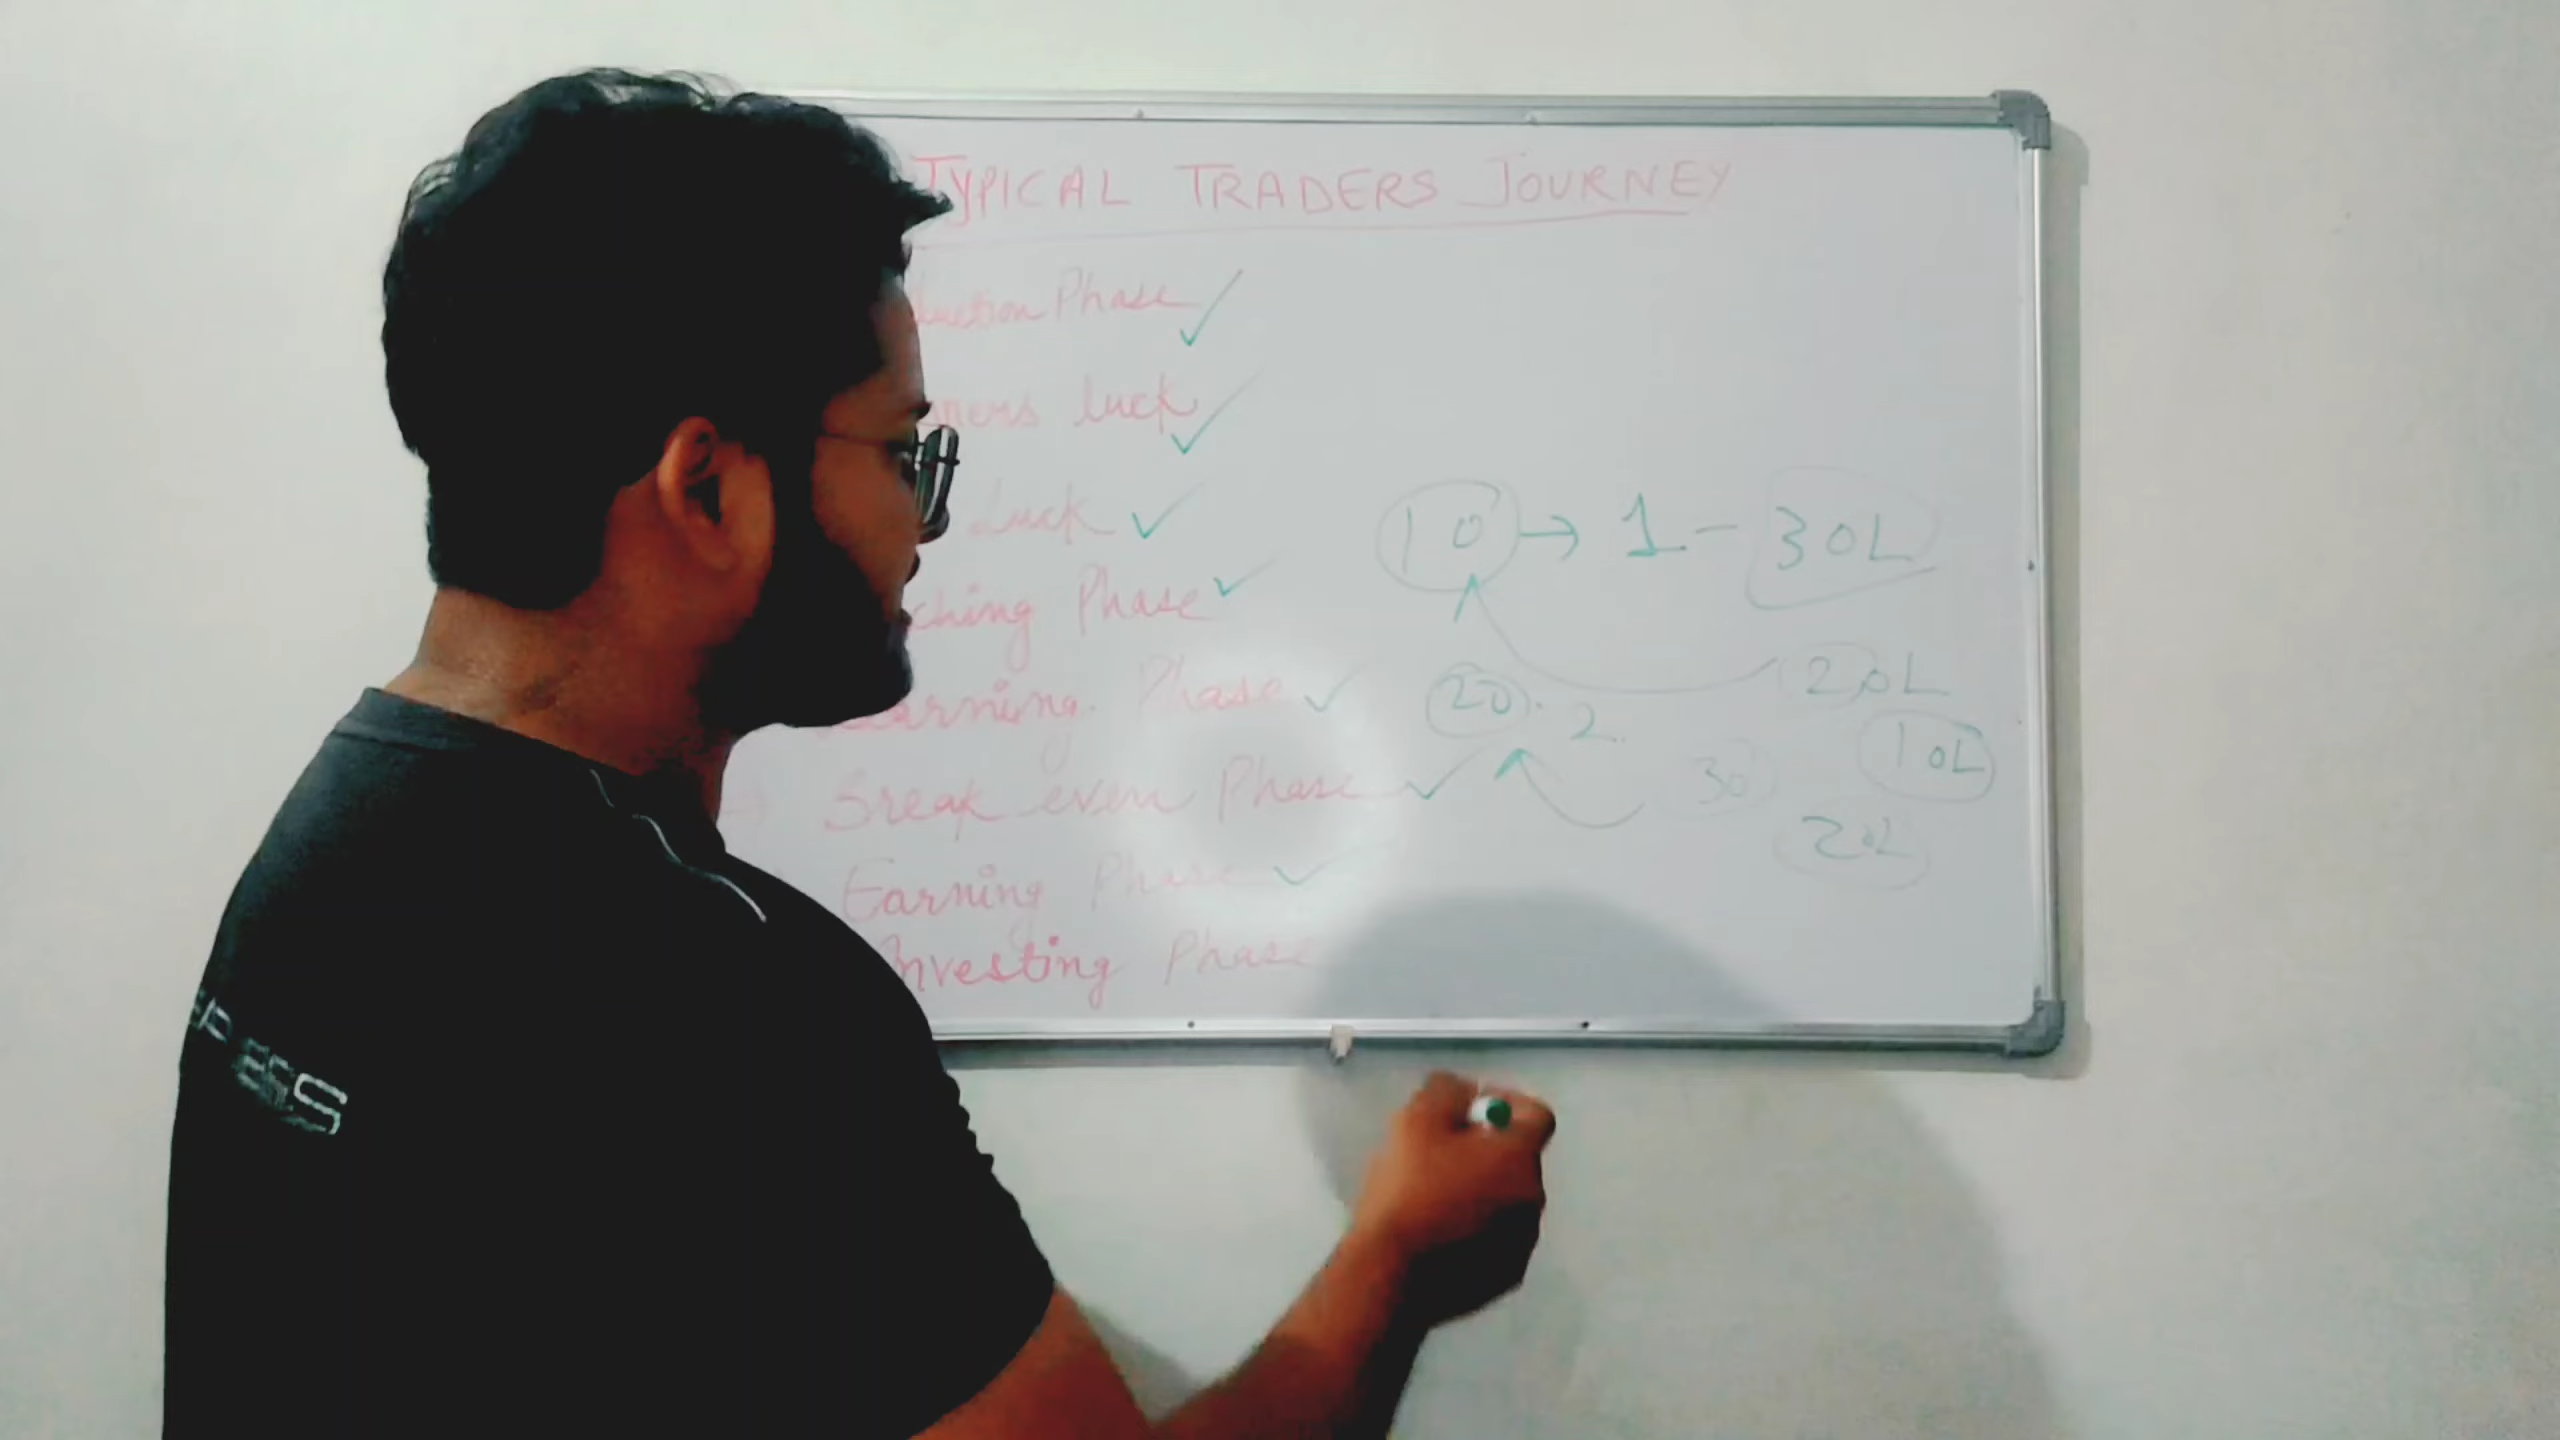 TYPICAL TRADERS JOURNEY
Phase
luck
Luck
Phase
10 → 1 - 30L
Phase
20L
20. 2.
10L
→ Break even Phase
30
20L
Earning Phase
Investing Phase